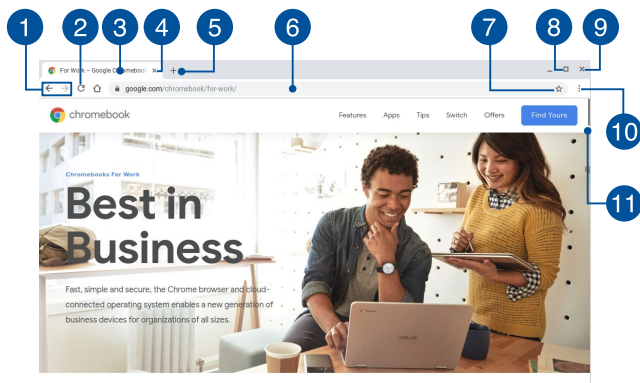 1 2 3 4 5 6 7 8 9
For Work – Google Chromebook
google.com/chromebook/for-work/
chromebook Features Apps Tips Switch Offers Find Yours
10
11
Chromebooks For Work
Best in
Business
Fast, simple and secure, the Chrome browser and cloud-
connected operating system enables a new generation of
business devices for organizations of all sizes.
ASUS